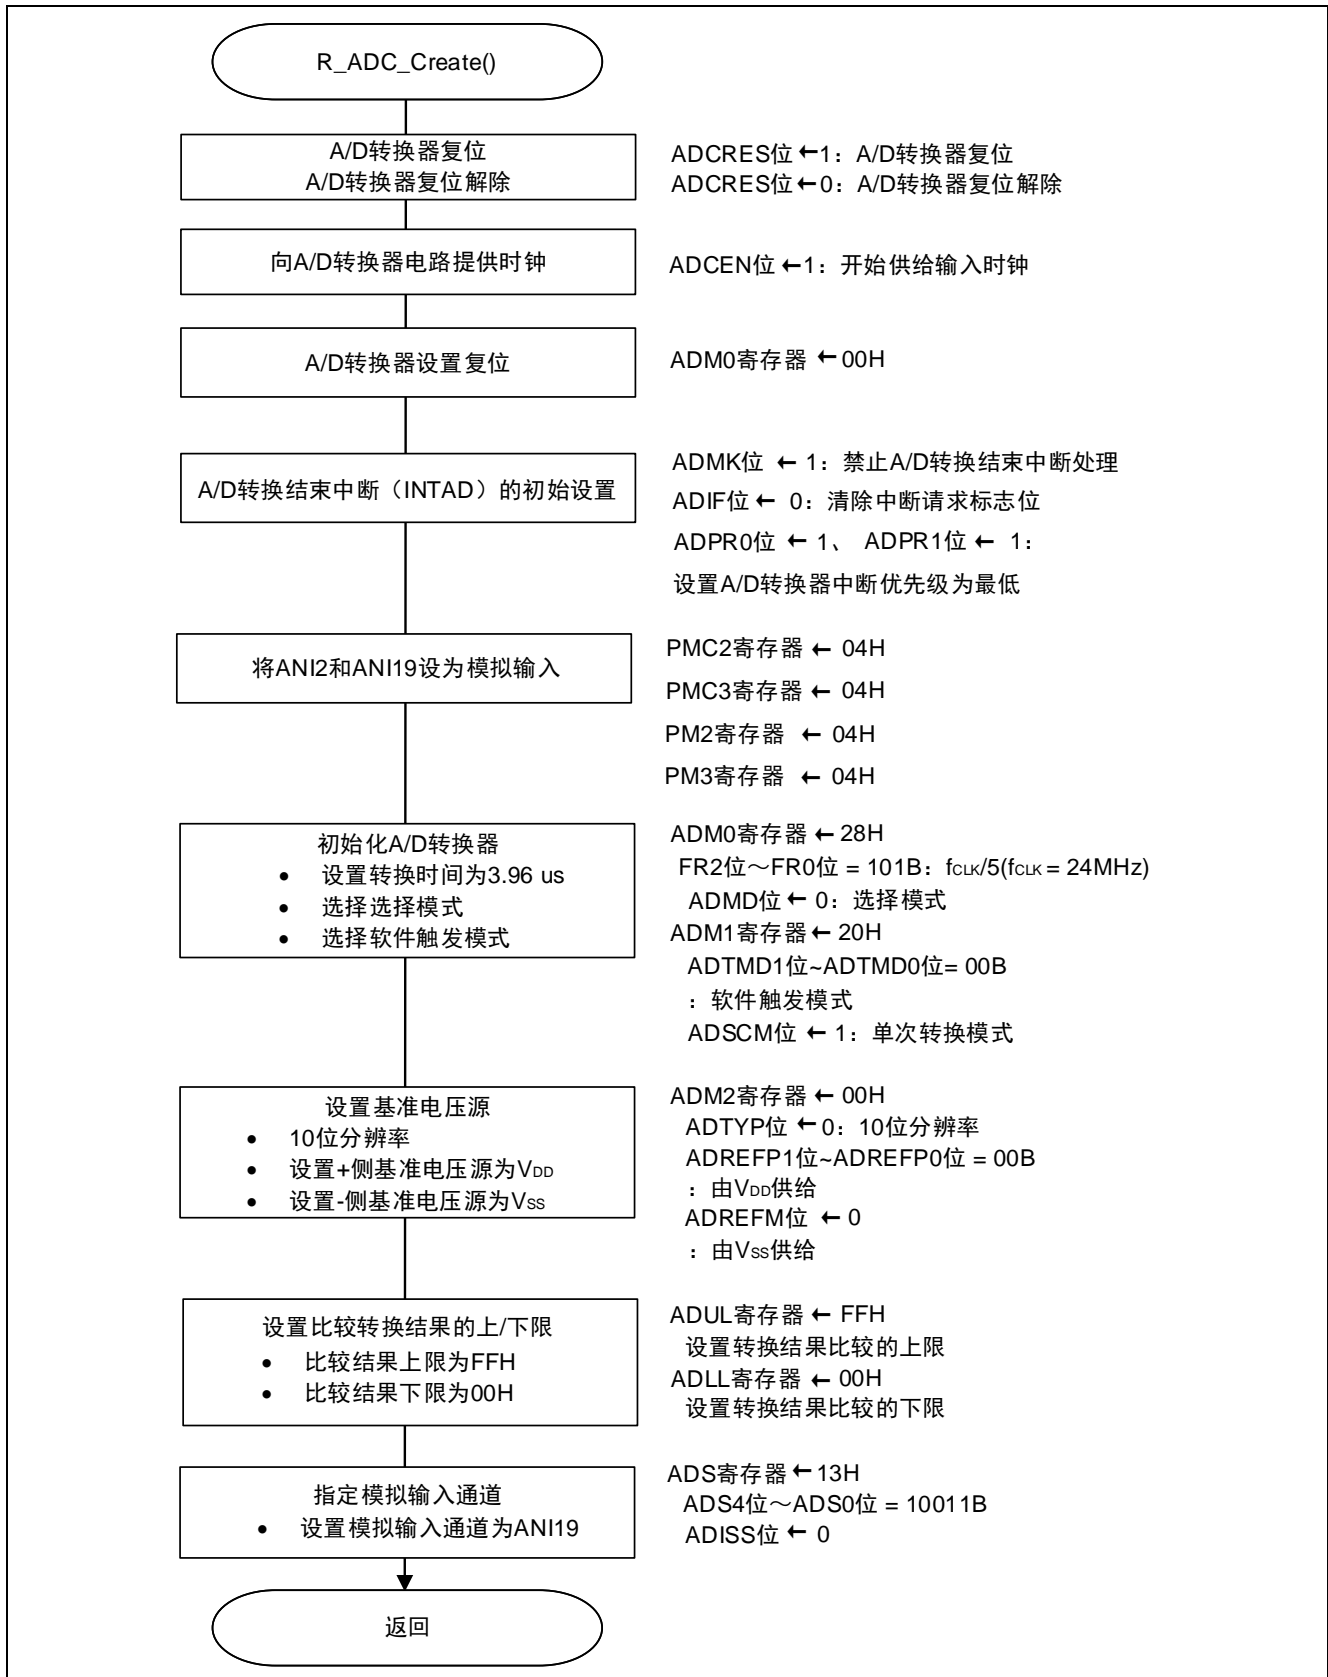 R_ADC_Create()
A/D转换器复位
A/D转换器复位解除
ADCRES位←1：A/D转换器复位
ADCRES位←0：A/D转换器复位解除
向A/D转换器电路提供时钟
ADCEN位←1：开始供给输入时钟
A/D转换器设置复位
ADM0寄存器 ←00H
A/D转换结束中断（INTAD）的初始设置
ADMK位 ← 1：禁止A/D转换结束中断处理
ADIF位 ← 0：清除中断请求标志位
ADPR0位 ← 1、 ADPR1位 ← 1：
设置A/D转换器中断优先级为最低
将ANI2和ANI19设为模拟输入
PMC2寄存器 ← 04H
PMC3寄存器 ← 04H
PM2寄存器 ← 04H
PM3寄存器 ← 04H
初始化A/D转换器
• 设置转换时间为3.96 us
• 选择选择模式
• 选择软件触发模式
ADM0寄存器 ← 28H
FR2位～FR0位 = 101B：fCLK/5(fCLK = 24MHz)
ADMD位 ← 0：选择模式
ADM1寄存器 ← 20H
ADTMD1位~ADTMD0位= 00B
：软件触发模式
ADSCM位 ← 1：单次转换模式
设置基准电压源
• 10位分辨率
• 设置+侧基准电压源为VDD
• 设置-侧基准电压源为VSS
ADM2寄存器 ← 00H
ADTYP位 ← 0：10位分辨率
ADREFP1位~ADREFP0位 = 00B
：由VDD供给
ADREFM位 ← 0
：由VSS供给
设置比较转换结果的上/下限
• 比较结果上限为FFH
• 比较结果下限为00H
ADUL寄存器 ← FFH
设置转换结果比较的上限
ADLL寄存器 ← 00H
设置转换结果比较的下限
指定模拟输入通道
• 设置模拟输入通道为ANI19
ADS寄存器 ← 13H
ADS4位～ADS0位 = 10011B
ADISS位 ← 0
返回